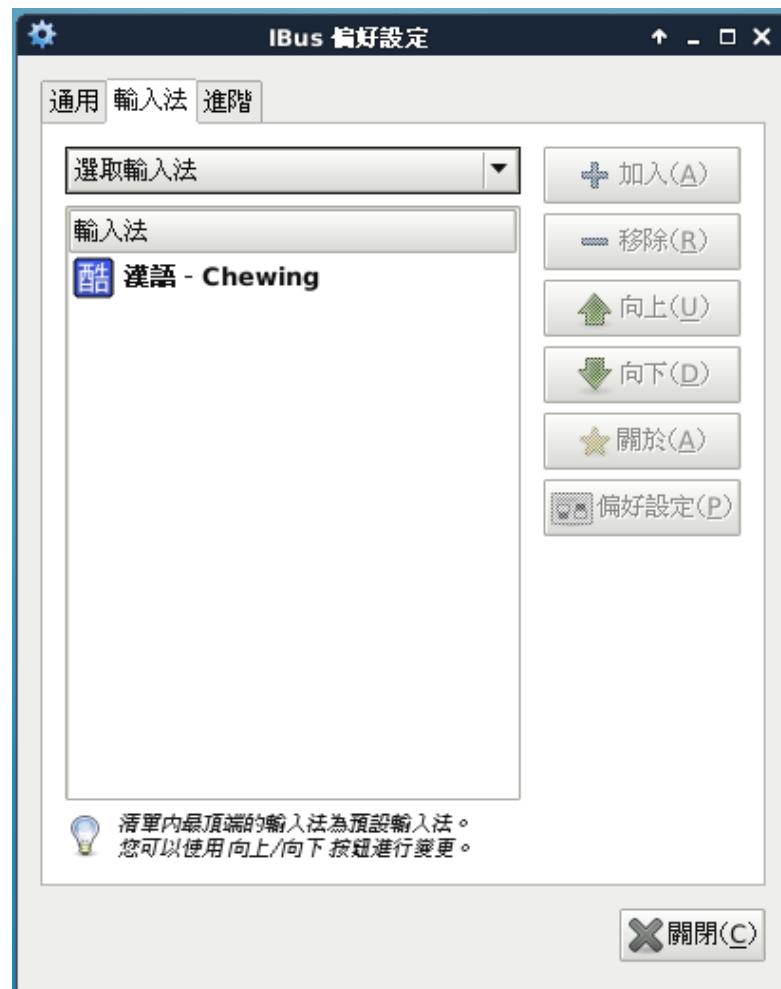 IBus 偏好設定
通用 輸入法 進階
選取輸入法
加入(A)
輸入法
移除(R)
酷 漢語 - Chewing
向上(U)
向下(D)
關於(A)
偏好設定(P)
清單內最頂端的輸入法為預設輸入法。
您可以使用 向上/向下 按鈕進行變更。
關閉(C)